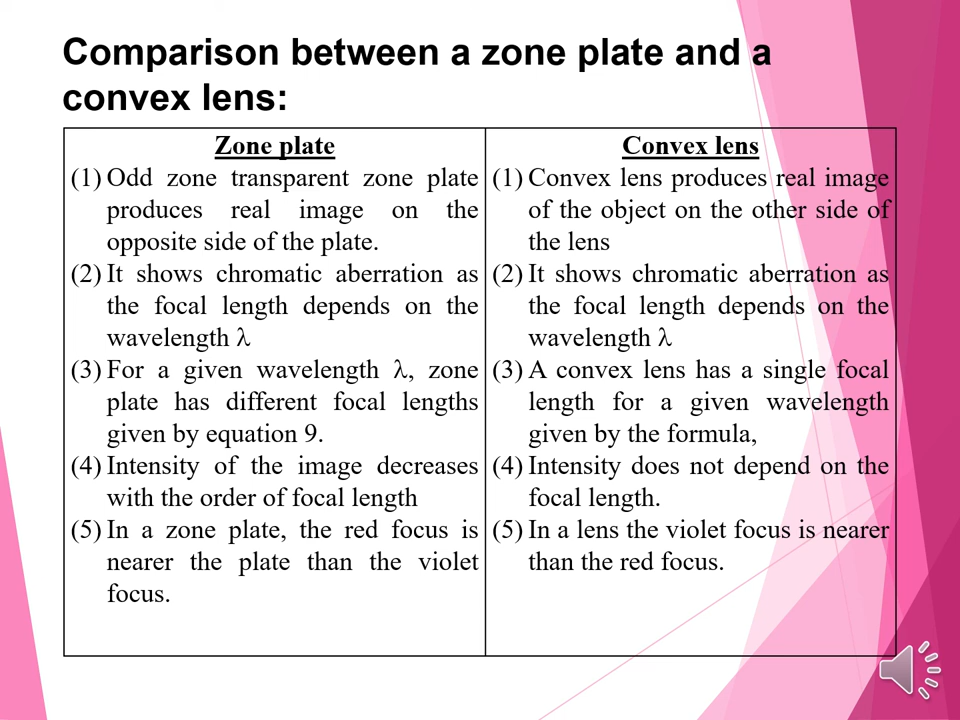 Comparison between a zone plate and a
convex lens:
Zone plate
(1) Odd zone transparent zone plate
produces real image on the
opposite side of the plate.
(2) It shows chromatic aberration as
the focal length depends on the
wavelength λ
(3) For a given wavelength λ, zone
plate has different focal lengths
given by equation 9.
(4) Intensity of the image decreases
with the order of focal length
(5) In a zone plate, the red focus is
nearer the plate than the violet
focus.
Convex lens
(1) Convex lens produces real image
of the object on the other side of
the lens
(2) It shows chromatic aberration as
the focal length depends on the
wavelength λ
(3) A convex lens has a single focal
length for a given wavelength
given by the formula,
(4) Intensity does not depend on the
focal length.
(5) In a lens the violet focus is nearer
than the red focus.